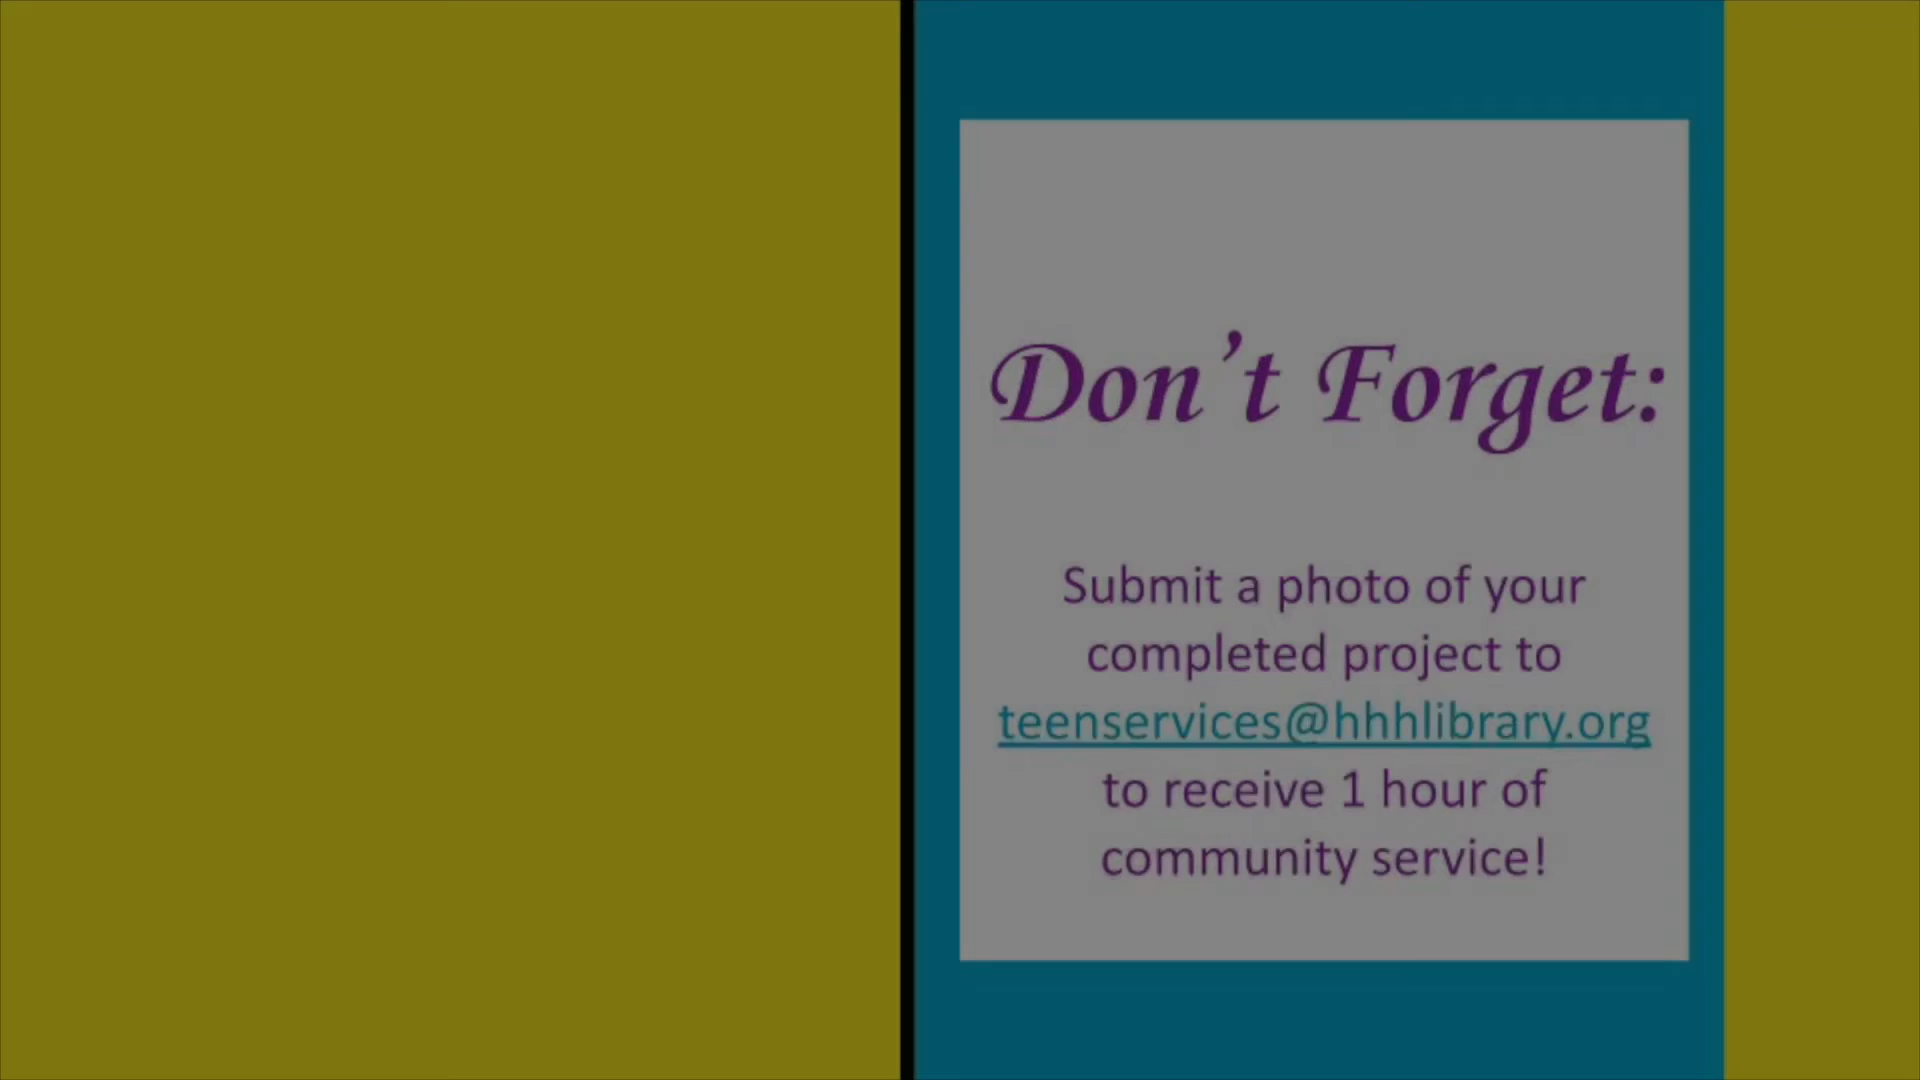 Don’t Forget:
Submit a photo of your
completed project to
teenservices@hhhlibrary.org
to receive 1 hour of
community service!